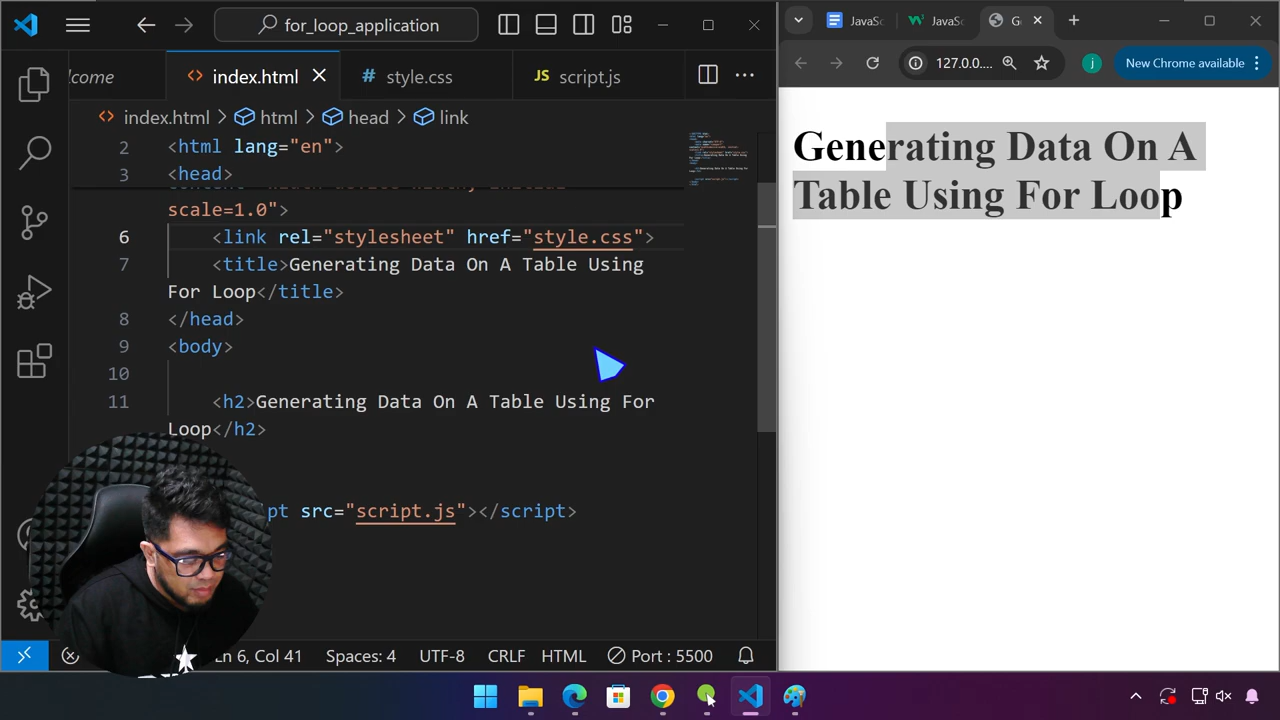 for_loop_application
lcome
index.html
style.css
JS script.js
index.html > html > head > link
2 <html lang="en">
3 <head>
scale=1.0">
6 <link rel="stylesheet" href="style.css">
7 <title>Generating Data On A Table Using
For Loop</title>
8 </head>
9 <body>
10
11 <h2>Generating Data On A Table Using For
Loop</h2>
pt src="script.js"></script>
Ln 6, Col 41
Spaces: 4
UTF-8
CRLF
HTML
Port : 5500
JavaSc
JavaSc
G
127.0.0....
j
New Chrome available
Generating Data On A
Table Using For Loop